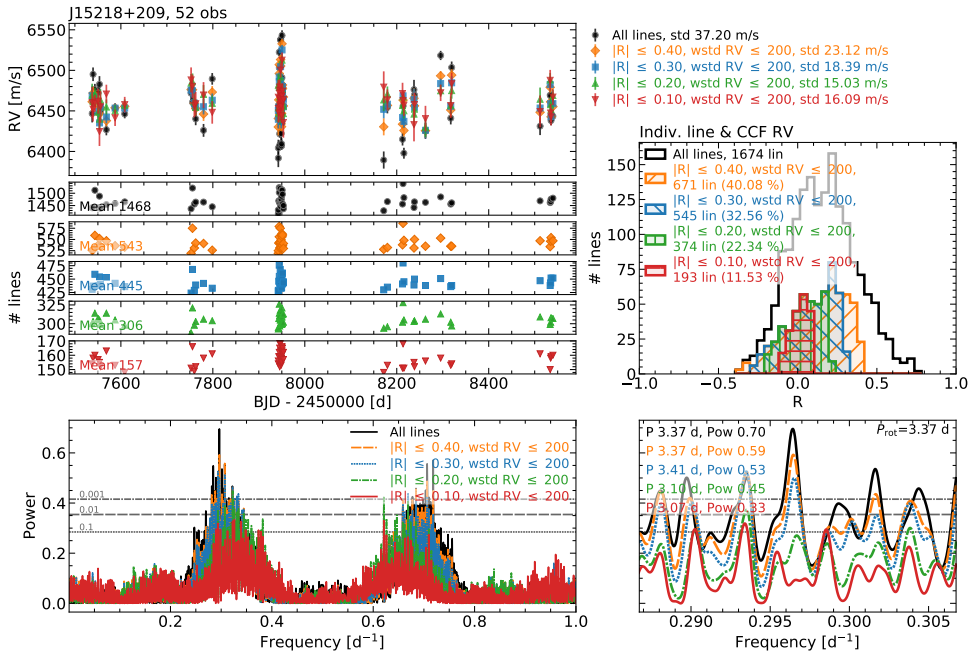 J15218+209, 52 obs
6550
6500
6450
6400
RV [m/s]
All lines, std 37.20 m/s
|R| ≤ 0.40, wstd RV ≤ 200, std 23.12 m/s
|R| ≤ 0.30, wstd RV ≤ 200, std 18.39 m/s
|R| ≤ 0.20, wstd RV ≤ 200, std 15.03 m/s
|R| ≤ 0.10, wstd RV ≤ 200, std 16.09 m/s
1500
1450
Mean 1468
575
550
525
Mean 543
475
450
425
Mean 445
325
300
Mean 306
170
160
150
Mean 157
# lines
7600 7800 8000 8200 8400
BJD - 2450000 [d]
Indiv. line & CCF RV
All lines, 1674 lin
|R| ≤ 0.40, wstd RV ≤ 200,
671 lin (40.08 %)
|R| ≤ 0.30, wstd RV ≤ 200,
545 lin (32.56 %)
|R| ≤ 0.20, wstd RV ≤ 200,
374 lin (22.34 %)
|R| ≤ 0.10, wstd RV ≤ 200,
193 lin (11.53 %)
150
125
100
75
50
25
0
# lines
−1.0 −0.5 0.0 0.5 1.0
R
0.6
0.4
0.2
0.0
Power
0.001
0.01
0.1
All lines
|R| ≤ 0.40, wstd RV ≤ 200
|R| ≤ 0.30, wstd RV ≤ 200
|R| ≤ 0.20, wstd RV ≤ 200
|R| ≤ 0.10, wstd RV ≤ 200
0.2 0.4 0.6 0.8 1.0
Frequency [d⁻¹]
P 3.37 d, Pow 0.70
P 3.37 d, Pow 0.59
P 3.41 d, Pow 0.53
P 3.10 d, Pow 0.45
P 3.07 d, Pow 0.33
Prot=3.37 d
0.290 0.295 0.300 0.305
Frequency [d⁻¹]